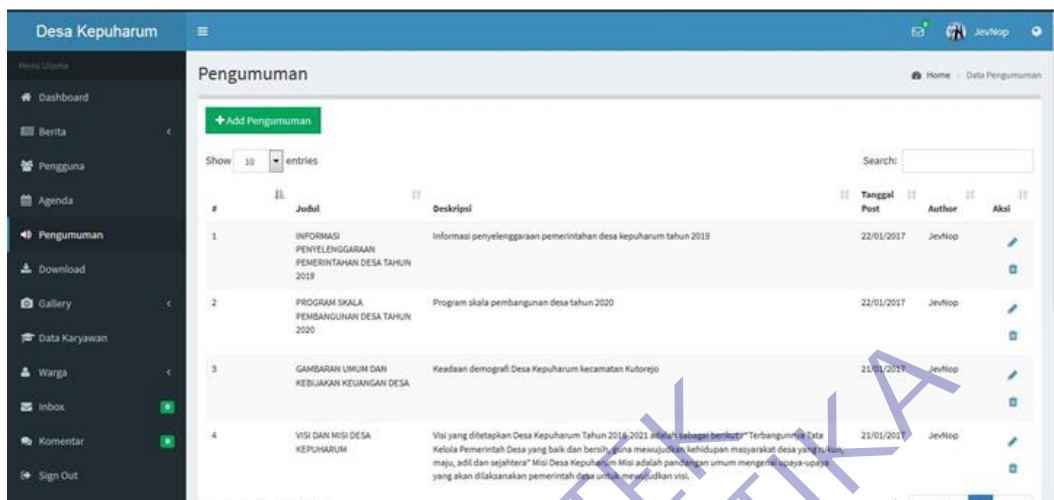 Desa Kepuharum
JevNop
Menu Utama
Pengumuman
Home
Data Pengumuman
Dashboard
+Add Pengumuman
Berita
Show 10 entries
Search:
Pengguna
Agenda
# Judul Deskripsi Tanggal Post Author Aksi
Pengumuman
Download
Gallery
Data Karyawan
Warga
Inbox 0
Komentar 0
Sign Out
1 INFORMASI Informasi penyelenggaraan pemerintahan desa kepuharum tahun 2019 22/01/2017 JevNop
PENYELENGGARAAN
PEMERINTAHAN DESA TAHUN
2019
2 PROGRAM SKALA Program skala pembangunan desa tahun 2020 22/01/2017 JevNop
PEMBANGUNAN DESA TAHUN
2020
3 GAMBARAN UMUM DAN Keadaan demografi Desa Kepuharum kecamatan Kutorejo 21/01/2017 JevNop
KEBIJAKAN KEUANGAN DESA
4 VISI DAN MISI DESA Visi yang ditetapkan Desa Kepuharum Tahun 2016-2021 adalah sebagai berikut :"Terbangunnya Tata 21/01/2017 JevNop
KEPUHARUM Kelola Pemerintah Desa yang baik dan bersih, guna mewujudkan kehidupan masyarakat desa yang rukun,
maju, adil dan sejahtera" Misi Desa Kepuharum Misi adalah pandangan umum mengenai upaya-upaya
yang akan dilaksanakan pemerintah desa untuk mewujudkan visi.
TEK
TIKA